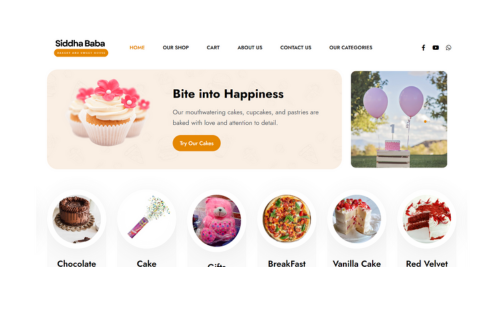 Siddha Baba
HOME
OUR SHOP
CART
ABOUT US
CONTACT US
OUR CATEGORIES
Bite into Happiness
Our mouthwatering cakes, cupcakes, and pastries are
baked with love and attention to detail.
Try Our Cakes
Chocolate
Cake
Gifts
BreakFast
Vanilla Cake
Red Velvet